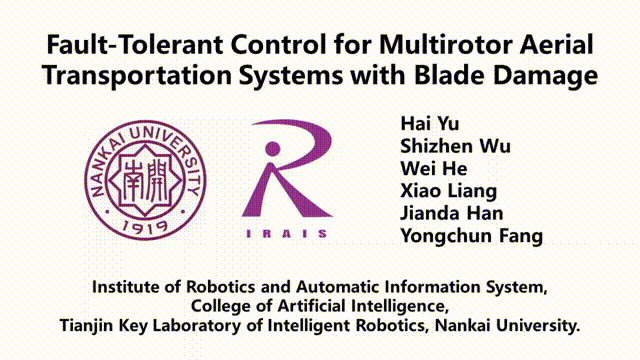 Fault-Tolerant Control for Multirotor Aerial
Transportation Systems with Blade Damage
NANKAI UNIVERSITY
南開
1919
IRAIS
Hai Yu
Shizhen Wu
Wei He
Xiao Liang
Jianda Han
Yongchun Fang
Institute of Robotics and Automatic Information System,
College of Artificial Intelligence,
Tianjin Key Laboratory of Intelligent Robotics, Nankai University.